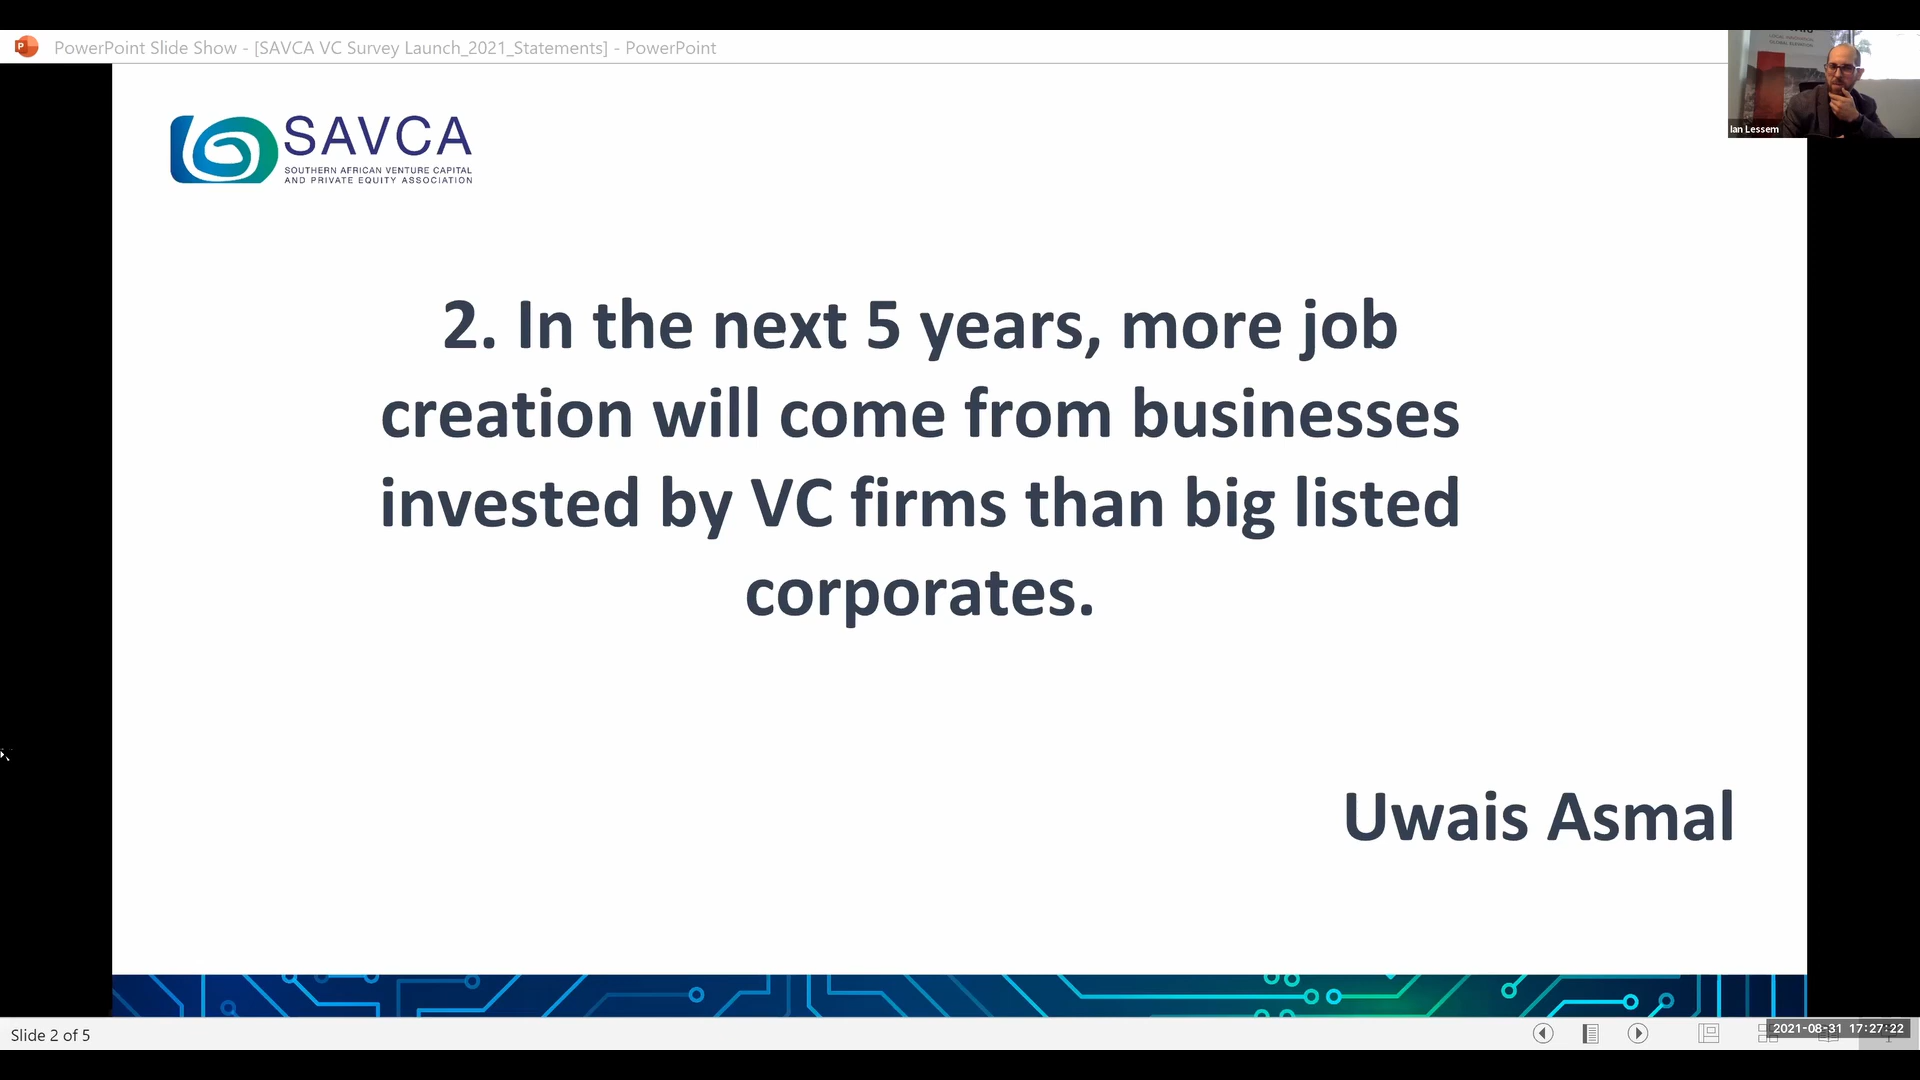 PowerPoint Slide Show - [SAVCA VC Survey Launch_2021_Statements] - PowerPoint
Ian Lessem
SAVCA
SOUTHERN AFRICAN VENTURE CAPITAL
AND PRIVATE EQUITY ASSOCIATION
2. In the next 5 years, more job
creation will come from businesses
invested by VC firms than big listed
corporates.
Uwais Asmal
Slide 2 of 5
2021-08-31 17:27:22